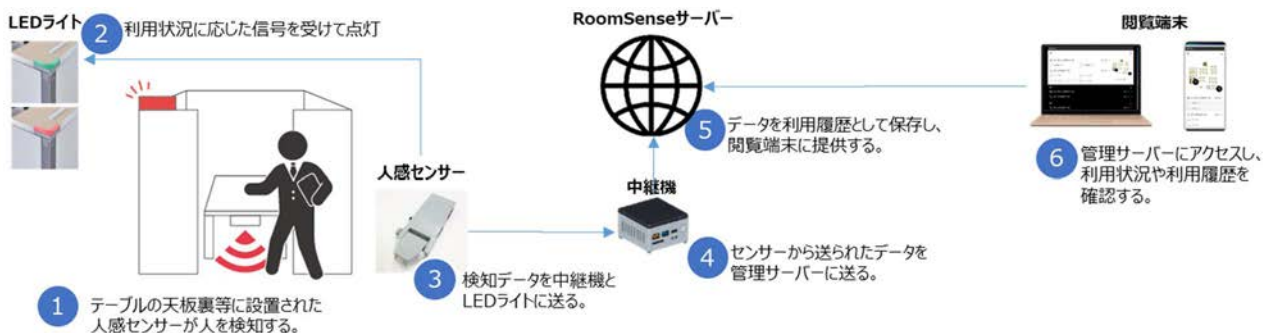 LEDライト
2
利用状況に応じた信号を受けて点灯
RoomSenseサーバー
閲覧端末
5
データを利用履歴として保存し、
閲覧端末に提供する。
6
管理サーバーにアクセスし、
利用状況や利用履歴を
確認する。
人感センサー
中継機
3
検知データを中継機と
LEDライトに送る。
4
センサーから送られたデータを
管理サーバーに送る。
1
テーブルの天板裏等に設置された
人感センサーが人を検知する。